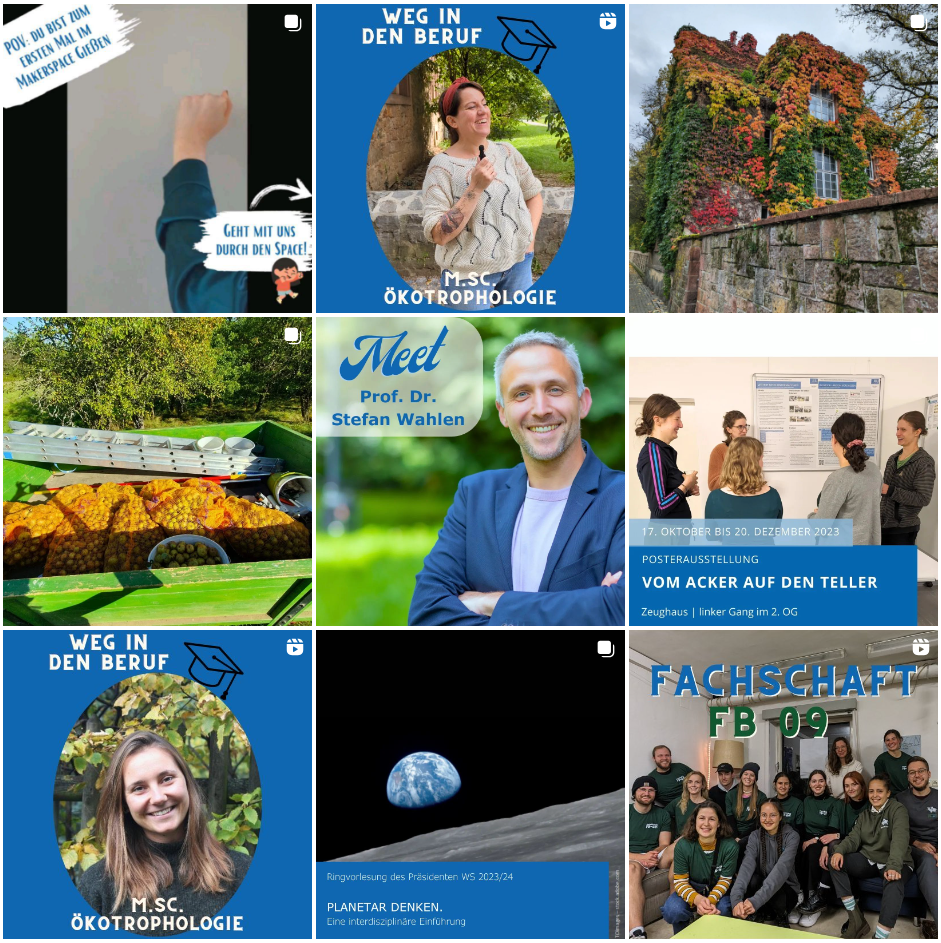 POV: DU BIST ZUM
ERSTEN MAL IM
MAKERSPACE GIEßEN
GEHT MIT UNS
DURCH DEN SPACE!
WEG IN
DEN BERUF
M.SC.
ÖKOTROPHOLOGIE
Meet
Prof. Dr.
Stefan Wahlen
17. OKTOBER BIS 20. DEZEMBER 2023
POSTERAUSSTELLUNG
VOM ACKER AUF DEN TELLER
Zeughaus | linker Gang im 2. OG
WEG IN
DEN BERUF
M.SC.
ÖKOTROPHOLOGIE
Ringvorlesung des Präsidenten WS 2023/24
PLANETAR DENKEN.
Eine interdisziplinäre Einführung
FACHSCHAFT
FB 09